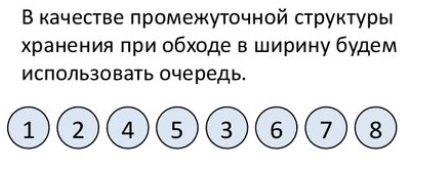 В качестве промежуточной структуры
хранения при обходе в ширину будем
использовать очередь.
1 2 4 5 3 6 7 8